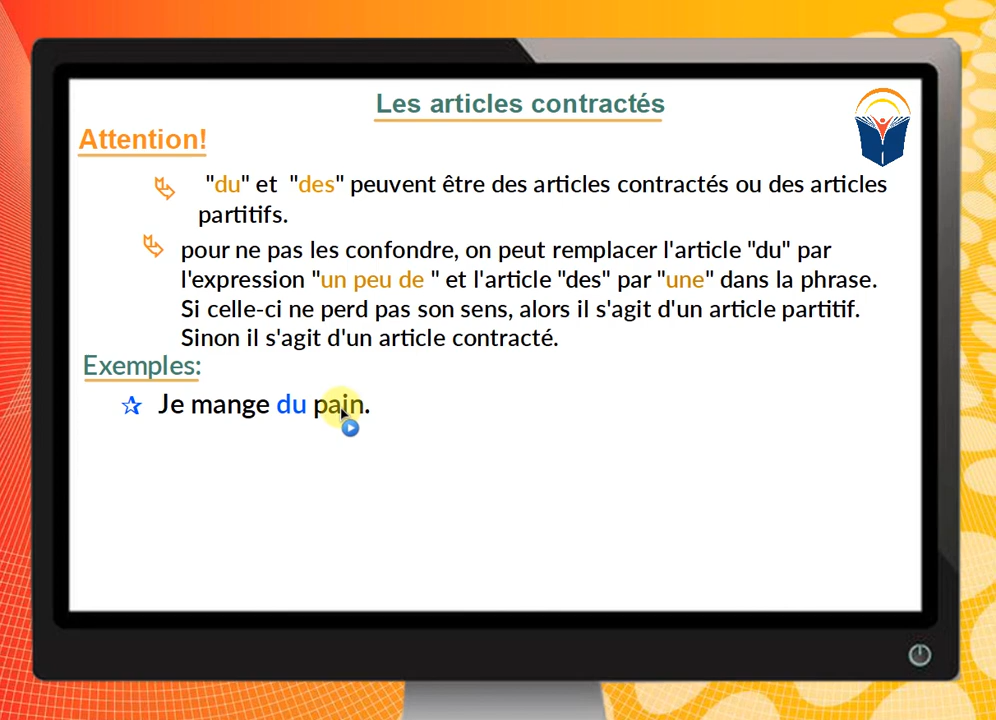 Les articles contractés
Attention!
"du" et "des" peuvent être des articles contractés ou des articles
partitifs.
pour ne pas les confondre, on peut remplacer l'article "du" par
l'expression "un peu de " et l'article "des" par "une" dans la phrase.
Si celle-ci ne perd pas son sens, alors il s'agit d'un article partitif.
Sinon il s'agit d'un article contracté.
Exemples:
Je mange du pain.